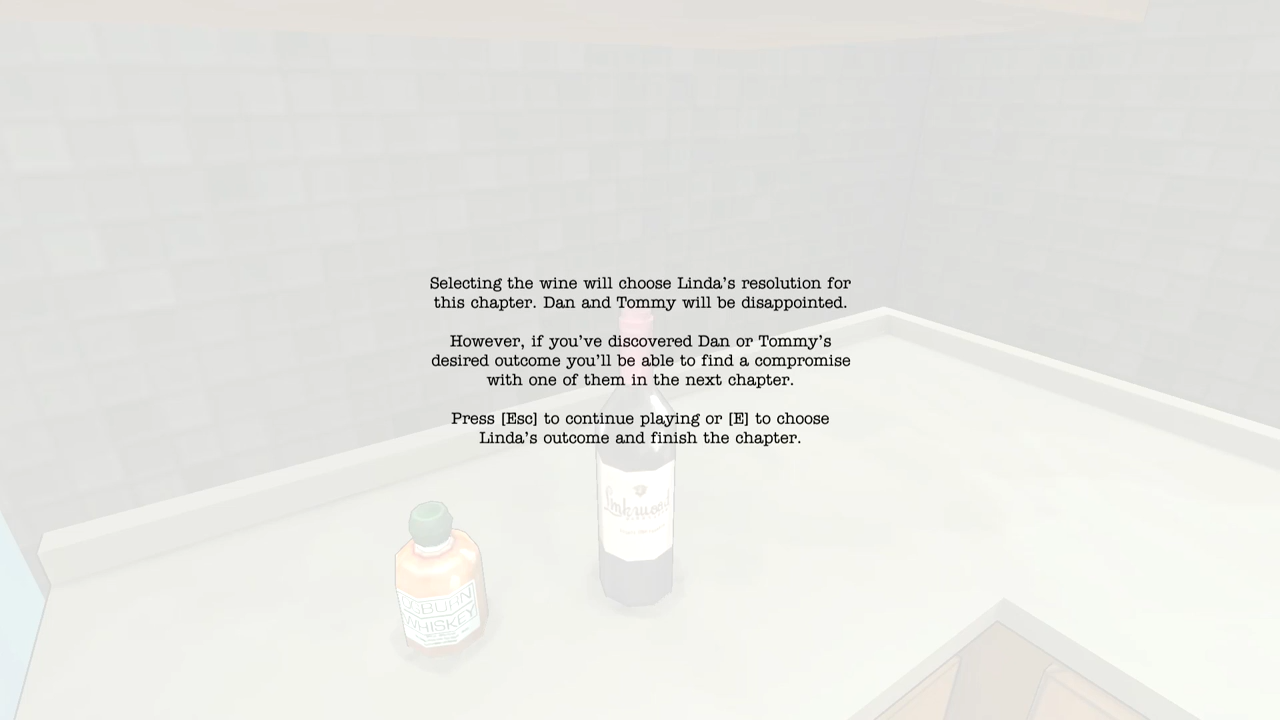 Selecting the wine will choose Linda's resolution for
this chapter. Dan and Tommy will be disappointed.
However, if you've discovered Dan or Tommy's
desired outcome you'll be able to find a compromise
with one of them in the next chapter.
Press [Esc] to continue playing or [E] to choose
Linda's outcome and finish the chapter.
WHISKEY